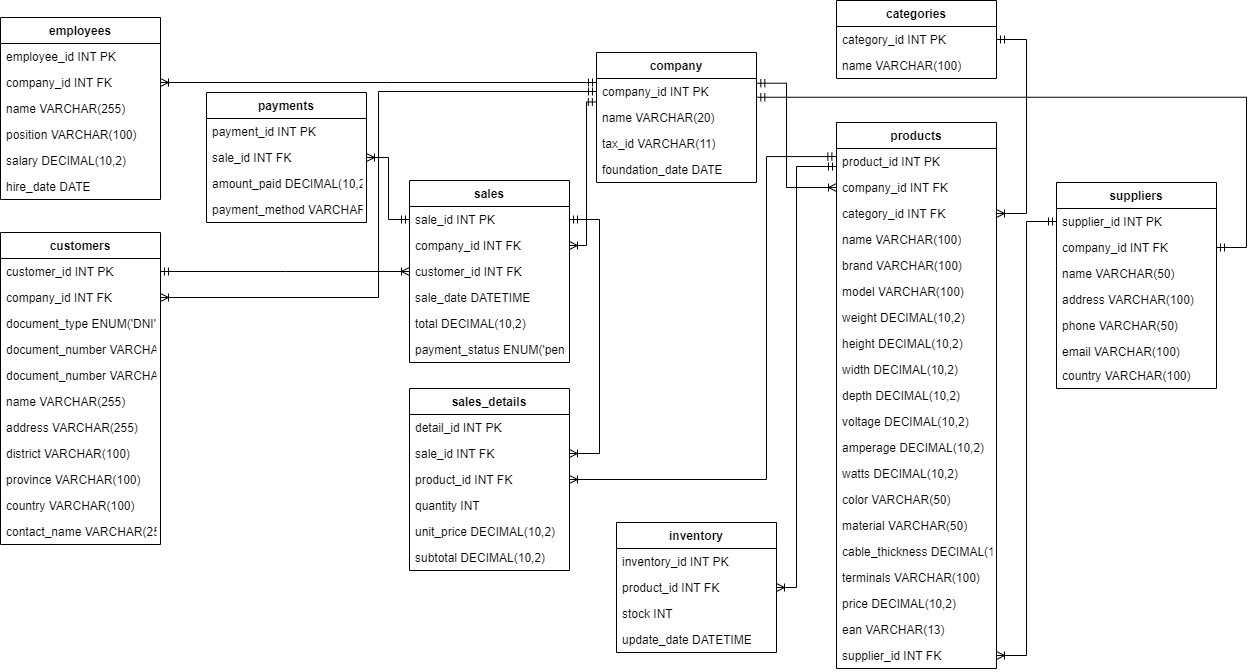 employees
employee_id INT PK
company_id INT FK
name VARCHAR(255)
position VARCHAR(100)
salary DECIMAL(10,2)
hire_date DATE
customers
customer_id INT PK
company_id INT FK
document_type ENUM('DNI'
document_number VARCHA
document_number VARCHA
name VARCHAR(255)
address VARCHAR(255)
district VARCHAR(100)
province VARCHAR(100)
country VARCHAR(100)
contact_name VARCHAR(25
payments
payment_id INT PK
sale_id INT FK
amount_paid DECIMAL(10,2
payment_method VARCHAR
sales
sale_id INT PK
company_id INT FK
customer_id INT FK
sale_date DATETIME
total DECIMAL(10,2)
payment_status ENUM('pen
sales_details
detail_id INT PK
sale_id INT FK
product_id INT FK
quantity INT
unit_price DECIMAL(10,2)
subtotal DECIMAL(10,2)
company
company_id INT PK
name VARCHAR(20)
tax_id VARCHAR(11)
foundation_date DATE
inventory
inventory_id INT PK
product_id INT FK
stock INT
update_date DATETIME
categories
category_id INT PK
name VARCHAR(100)
products
product_id INT PK
company_id INT FK
category_id INT FK
name VARCHAR(100)
brand VARCHAR(100)
model VARCHAR(100)
weight DECIMAL(10,2)
height DECIMAL(10,2)
width DECIMAL(10,2)
depth DECIMAL(10,2)
voltage DECIMAL(10,2)
amperage DECIMAL(10,2)
watts DECIMAL(10,2)
color VARCHAR(50)
material VARCHAR(50)
cable_thickness DECIMAL(1
terminals VARCHAR(100)
price DECIMAL(10,2)
ean VARCHAR(13)
supplier_id INT FK
suppliers
supplier_id INT PK
company_id INT FK
name VARCHAR(50)
address VARCHAR(100)
phone VARCHAR(50)
email VARCHAR(100)
country VARCHAR(100)